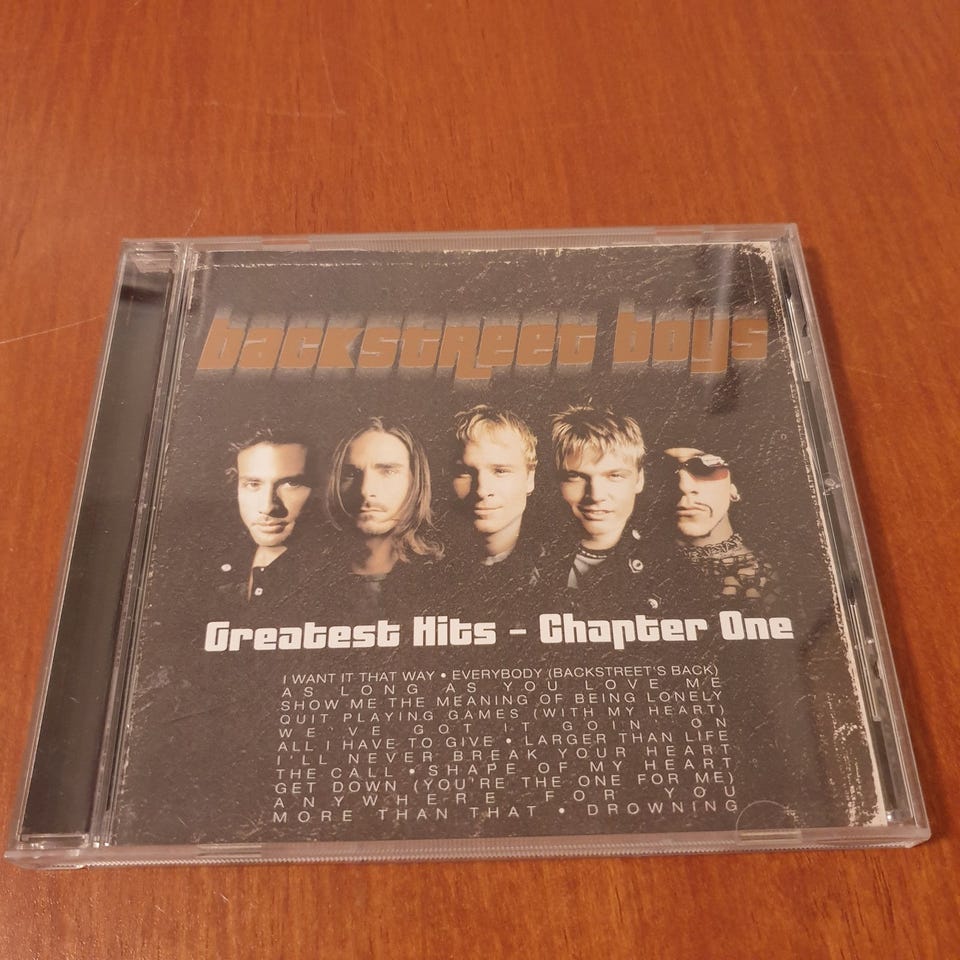 backstreet boys
Greatest Hits - Chapter One
I WANT IT THAT WAY • EVERYBODY (BACKSTREET'S BACK)
AS LONG AS YOU LOVE ME
SHOW ME THE MEANING OF BEING LONELY
QUIT PLAYING GAMES (WITH MY HEART)
WE'VE GOT IT GOIN' ON
ALL I HAVE TO GIVE • LARGER THAN LIFE
I'LL NEVER BREAK YOUR HEART
THE CALL • SHAPE OF MY HEART
GET DOWN (YOU'RE THE ONE FOR ME)
ANYWHERE FOR YOU
MORE THAN THAT • DROWNING